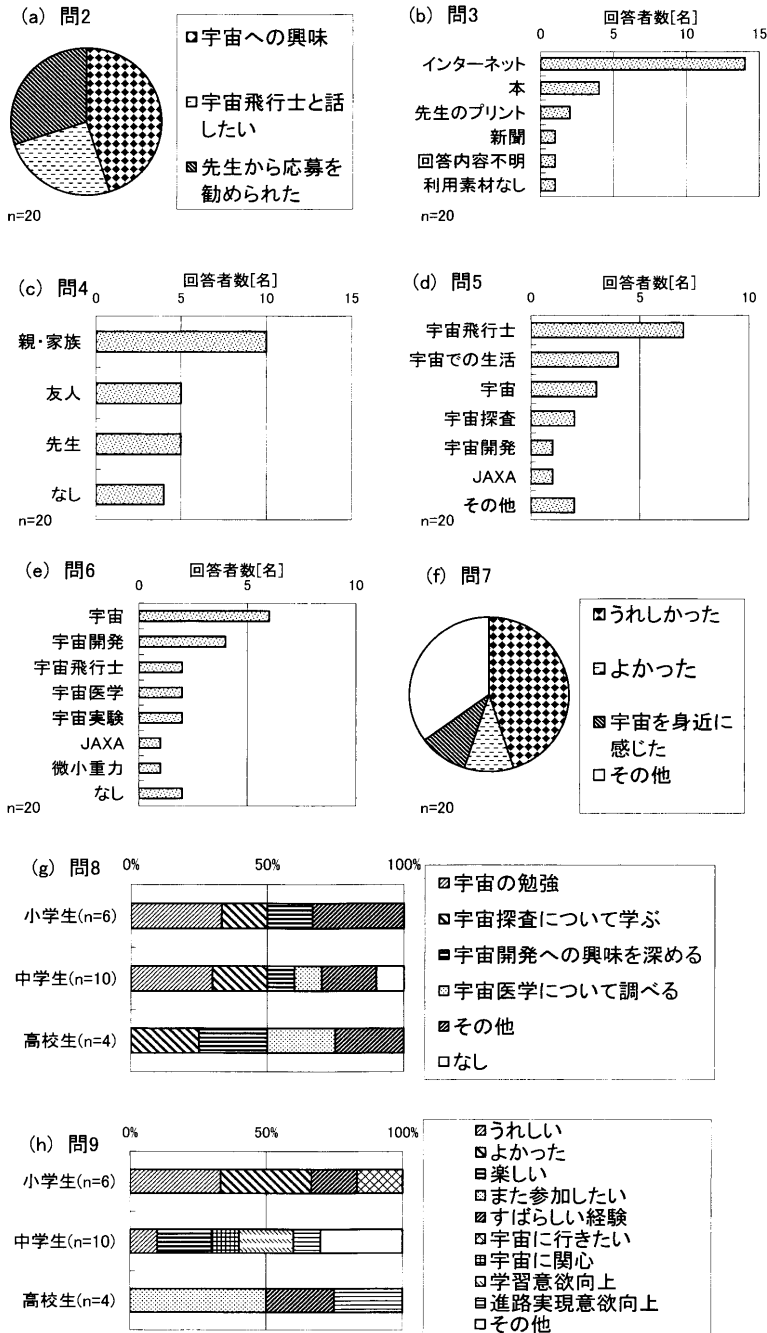 (a) 問2
宇宙への興味
宇宙飛行士と話
したい
先生から応募を
勧められた
n=20
(b) 問3
回答者数[名]
0 5 10 15
インターネット
本
先生のプリント
新聞
回答内容不明
利用素材なし
n=20
(c) 問4
回答者数[名]
0 5 10 15
親・家族
友人
先生
なし
n=20
(d) 問5
回答者数[名]
0 5 10
宇宙飛行士
宇宙での生活
宇宙
宇宙探査
宇宙開発
JAXA
その他
n=20
(e) 問6
回答者数[名]
0 5 10
宇宙
宇宙開発
宇宙飛行士
宇宙医学
宇宙実験
JAXA
微小重力
なし
n=20
(f) 問7
うれしかった
よかった
宇宙を身近に
感じた
その他
n=20
(g) 問8
0% 50% 100%
小学生(n=6)
中学生(n=10)
高校生(n=4)
宇宙の勉強
宇宙探査について学ぶ
宇宙開発への興味を深める
宇宙医学について調べる
その他
なし
(h) 問9
0% 50% 100%
小学生(n=6)
中学生(n=10)
高校生(n=4)
うれしい
よかった
楽しい
また参加したい
すばらしい経験
宇宙に行きたい
宇宙に関心
学習意欲向上
進路実現意欲向上
その他